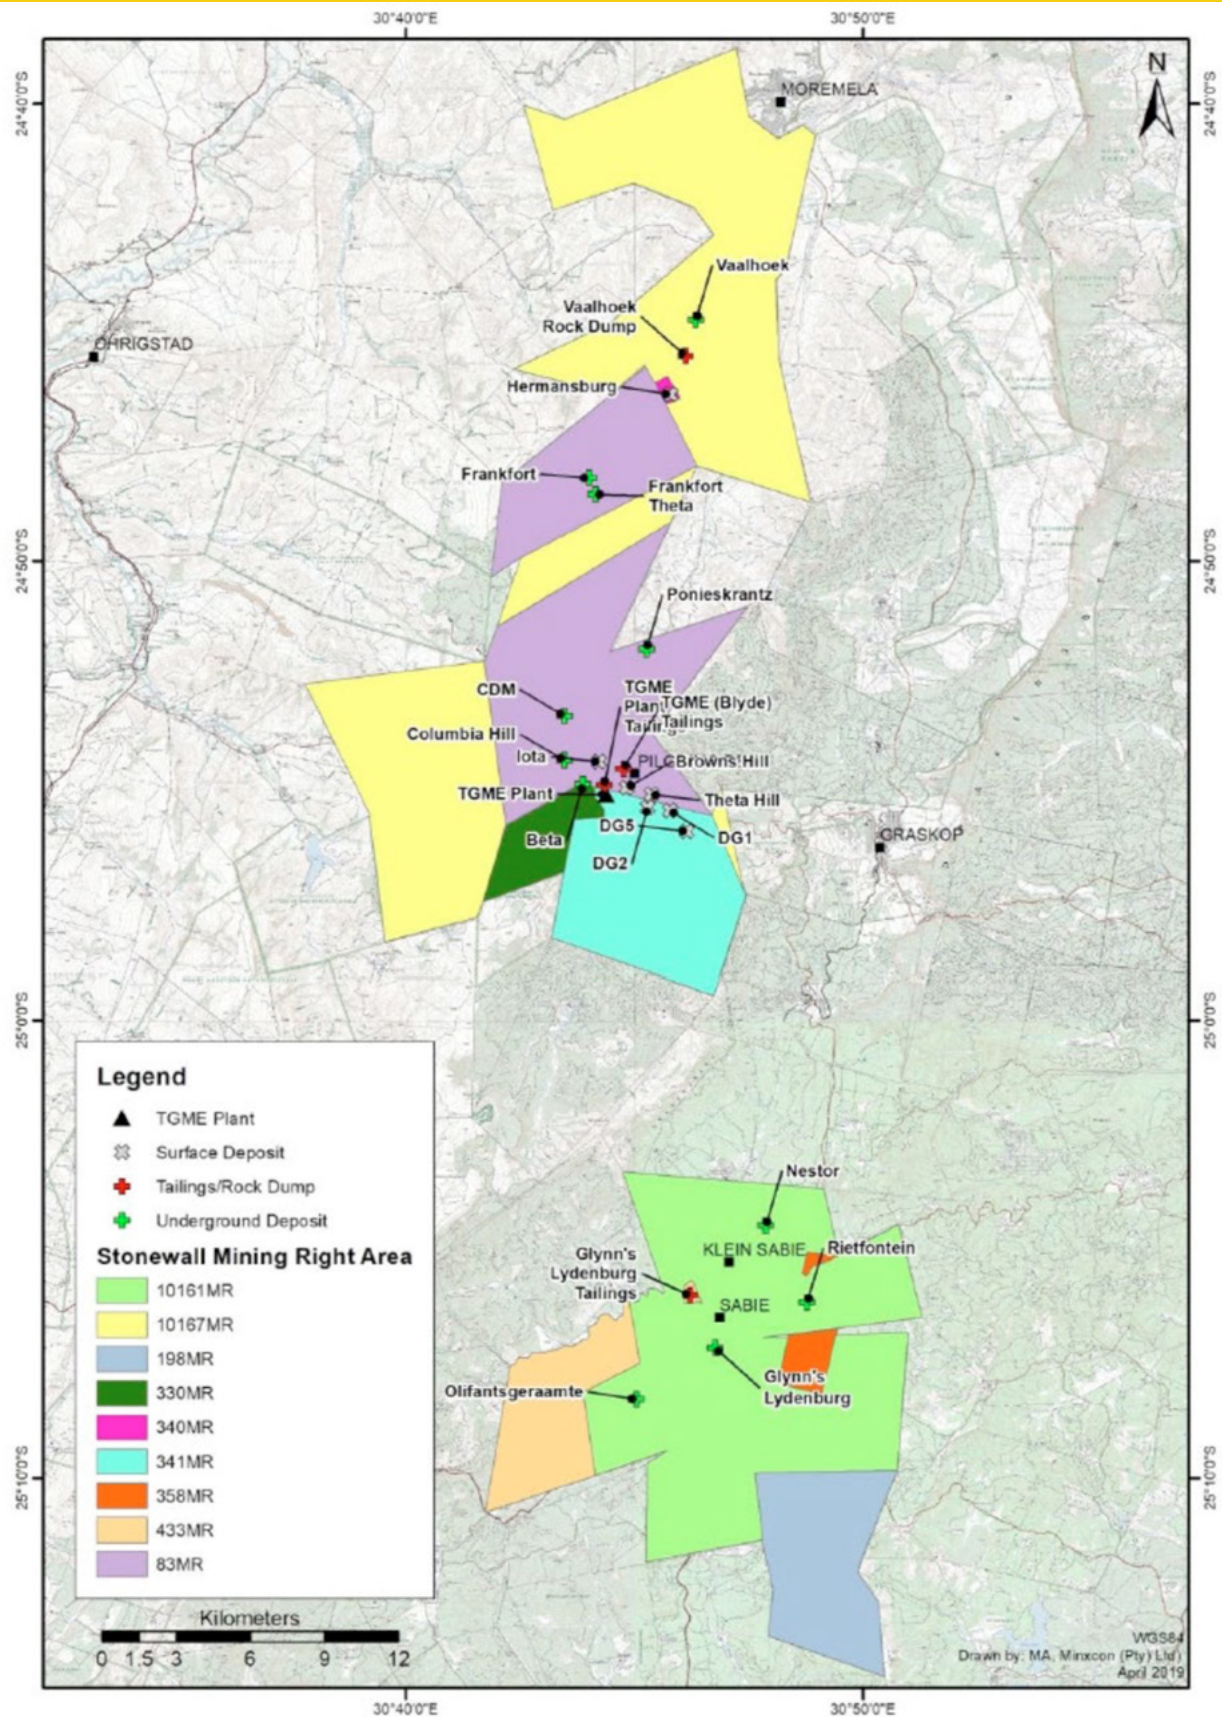 30°40'0"E
30°50'0"E
N
24°40'0"S
24°40'0"S
MOREMELA
Vaalhoek
Vaalhoek
Rock Dump
OHRIGSTAD
Hermansburg
Frankfort
Frankfort
Theta
24°50'0"S
24°50'0"S
Ponieskrantz
CDM
TGME
Plant
Tailings
TGME (Blyde)
Tailings
Columbia Hill
Iota
Browns Hill
TGME Plant
Theta Hill
Beta
DG5
DG1
DG2
GRASKOP
25°0'0"S
25°0'0"S
Legend
TGME Plant
Surface Deposit
Tailings/Rock Dump
Underground Deposit
Stonewall Mining Right Area
10161MR
10167MR
198MR
330MR
340MR
341MR
358MR
433MR
83MR
Nestor
KLEIN SABIE
Rietfontein
Glynn's
Lydenburg
Tailings
SABIE
Glynn's
Lydenburg
Olifantsgeraamte
25°10'0"S
25°10'0"S
Kilometers
0 1.5 3 6 9 12
WGS84
Drawn by: MA, Minxcon (Pty) Ltd)
April 2019
30°40'0"E
30°50'0"E